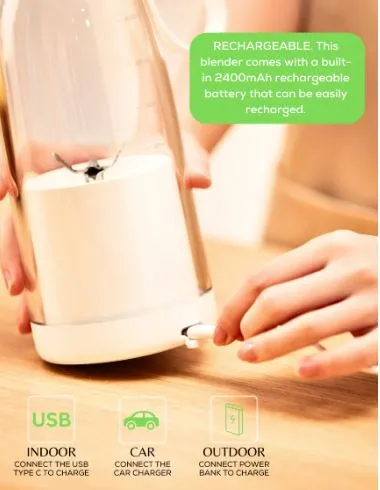 RECHARGEABLE. This
blender comes with a built-
in 2400mAh rechargeable
battery that can be easily
recharged.
USB
INDOOR
CONNECT THE USB
TYPE C TO CHARGE
CAR
CONNECT THE
CAR CHARGER
OUTDOOR
CONNECT POWER
BANK TO CHARGE